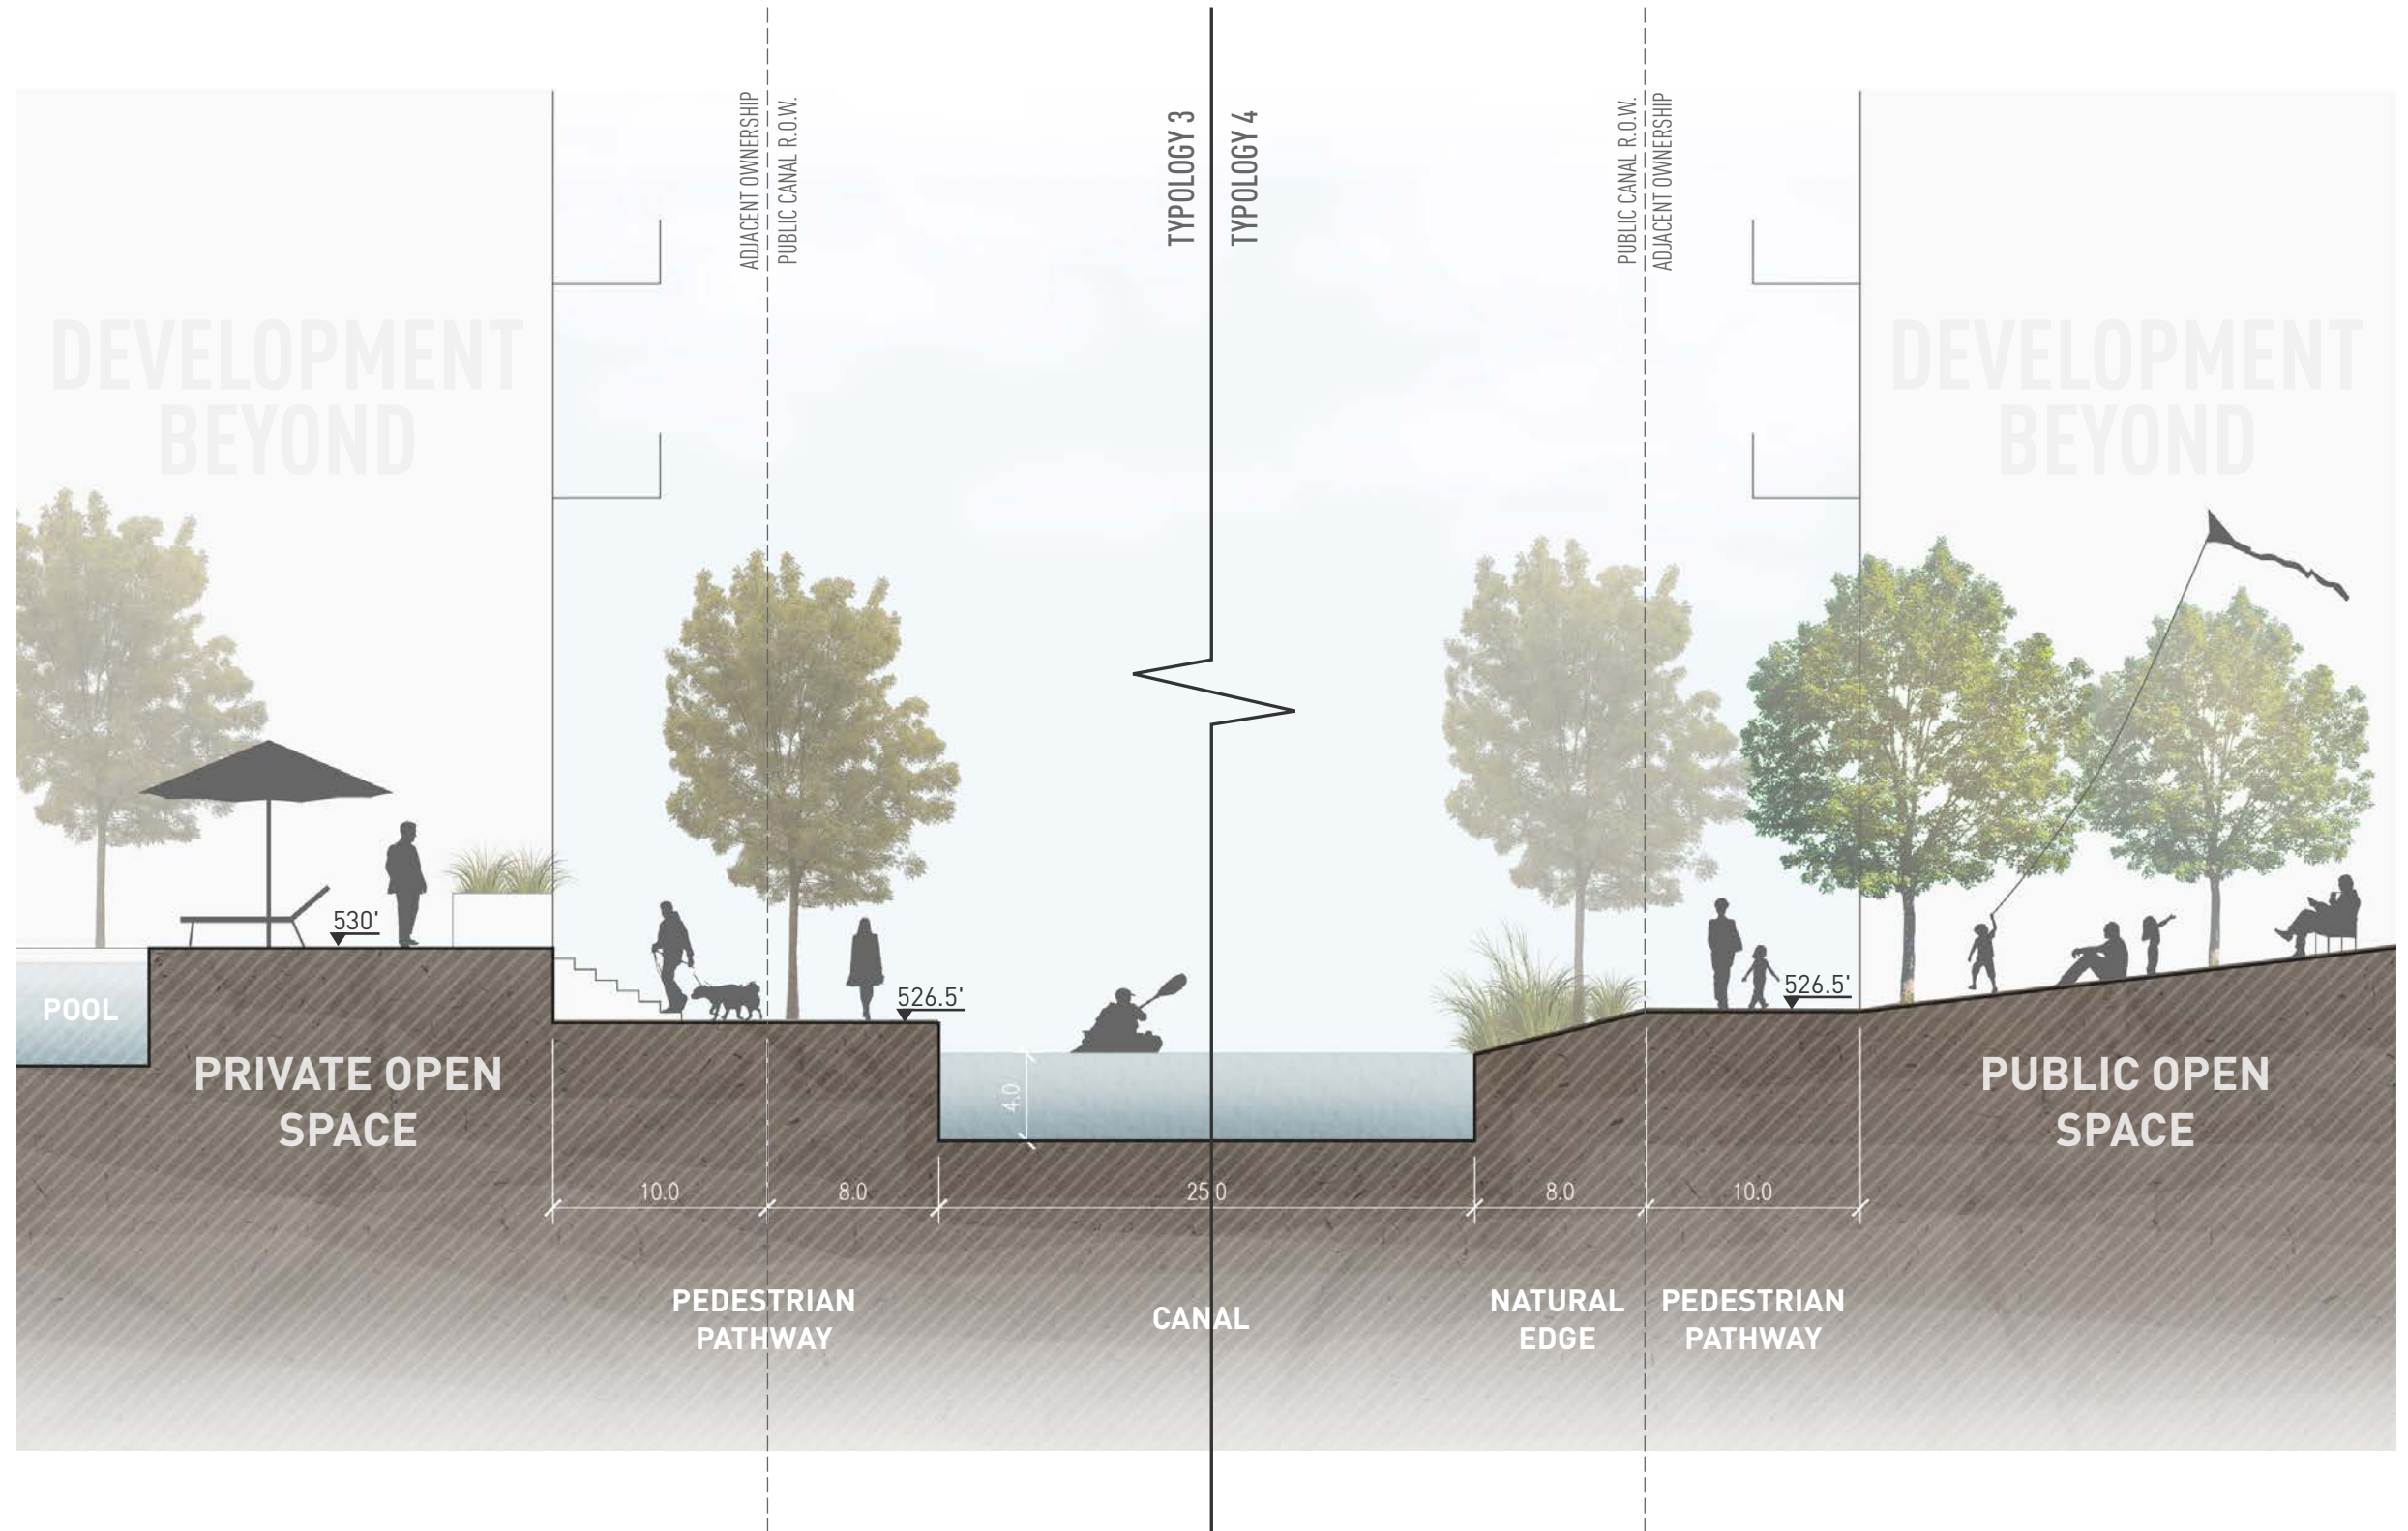 ADJACENT OWNERSHIP
PUBLIC CANAL R.O.W.
TYPOLOGY 3
TYPOLOGY 4
PUBLIC CANAL R.O.W.
ADJACENT OWNERSHIP
DEVELOPMENT
BEYOND
DEVELOPMENT
BEYOND
530'
526.5'
526.5'
POOL
PRIVATE OPEN
SPACE
4.0
PUBLIC OPEN
SPACE
10.0
8.0
25.0
8.0
10.0
PEDESTRIAN
PATHWAY
CANAL
NATURAL
EDGE
PEDESTRIAN
PATHWAY